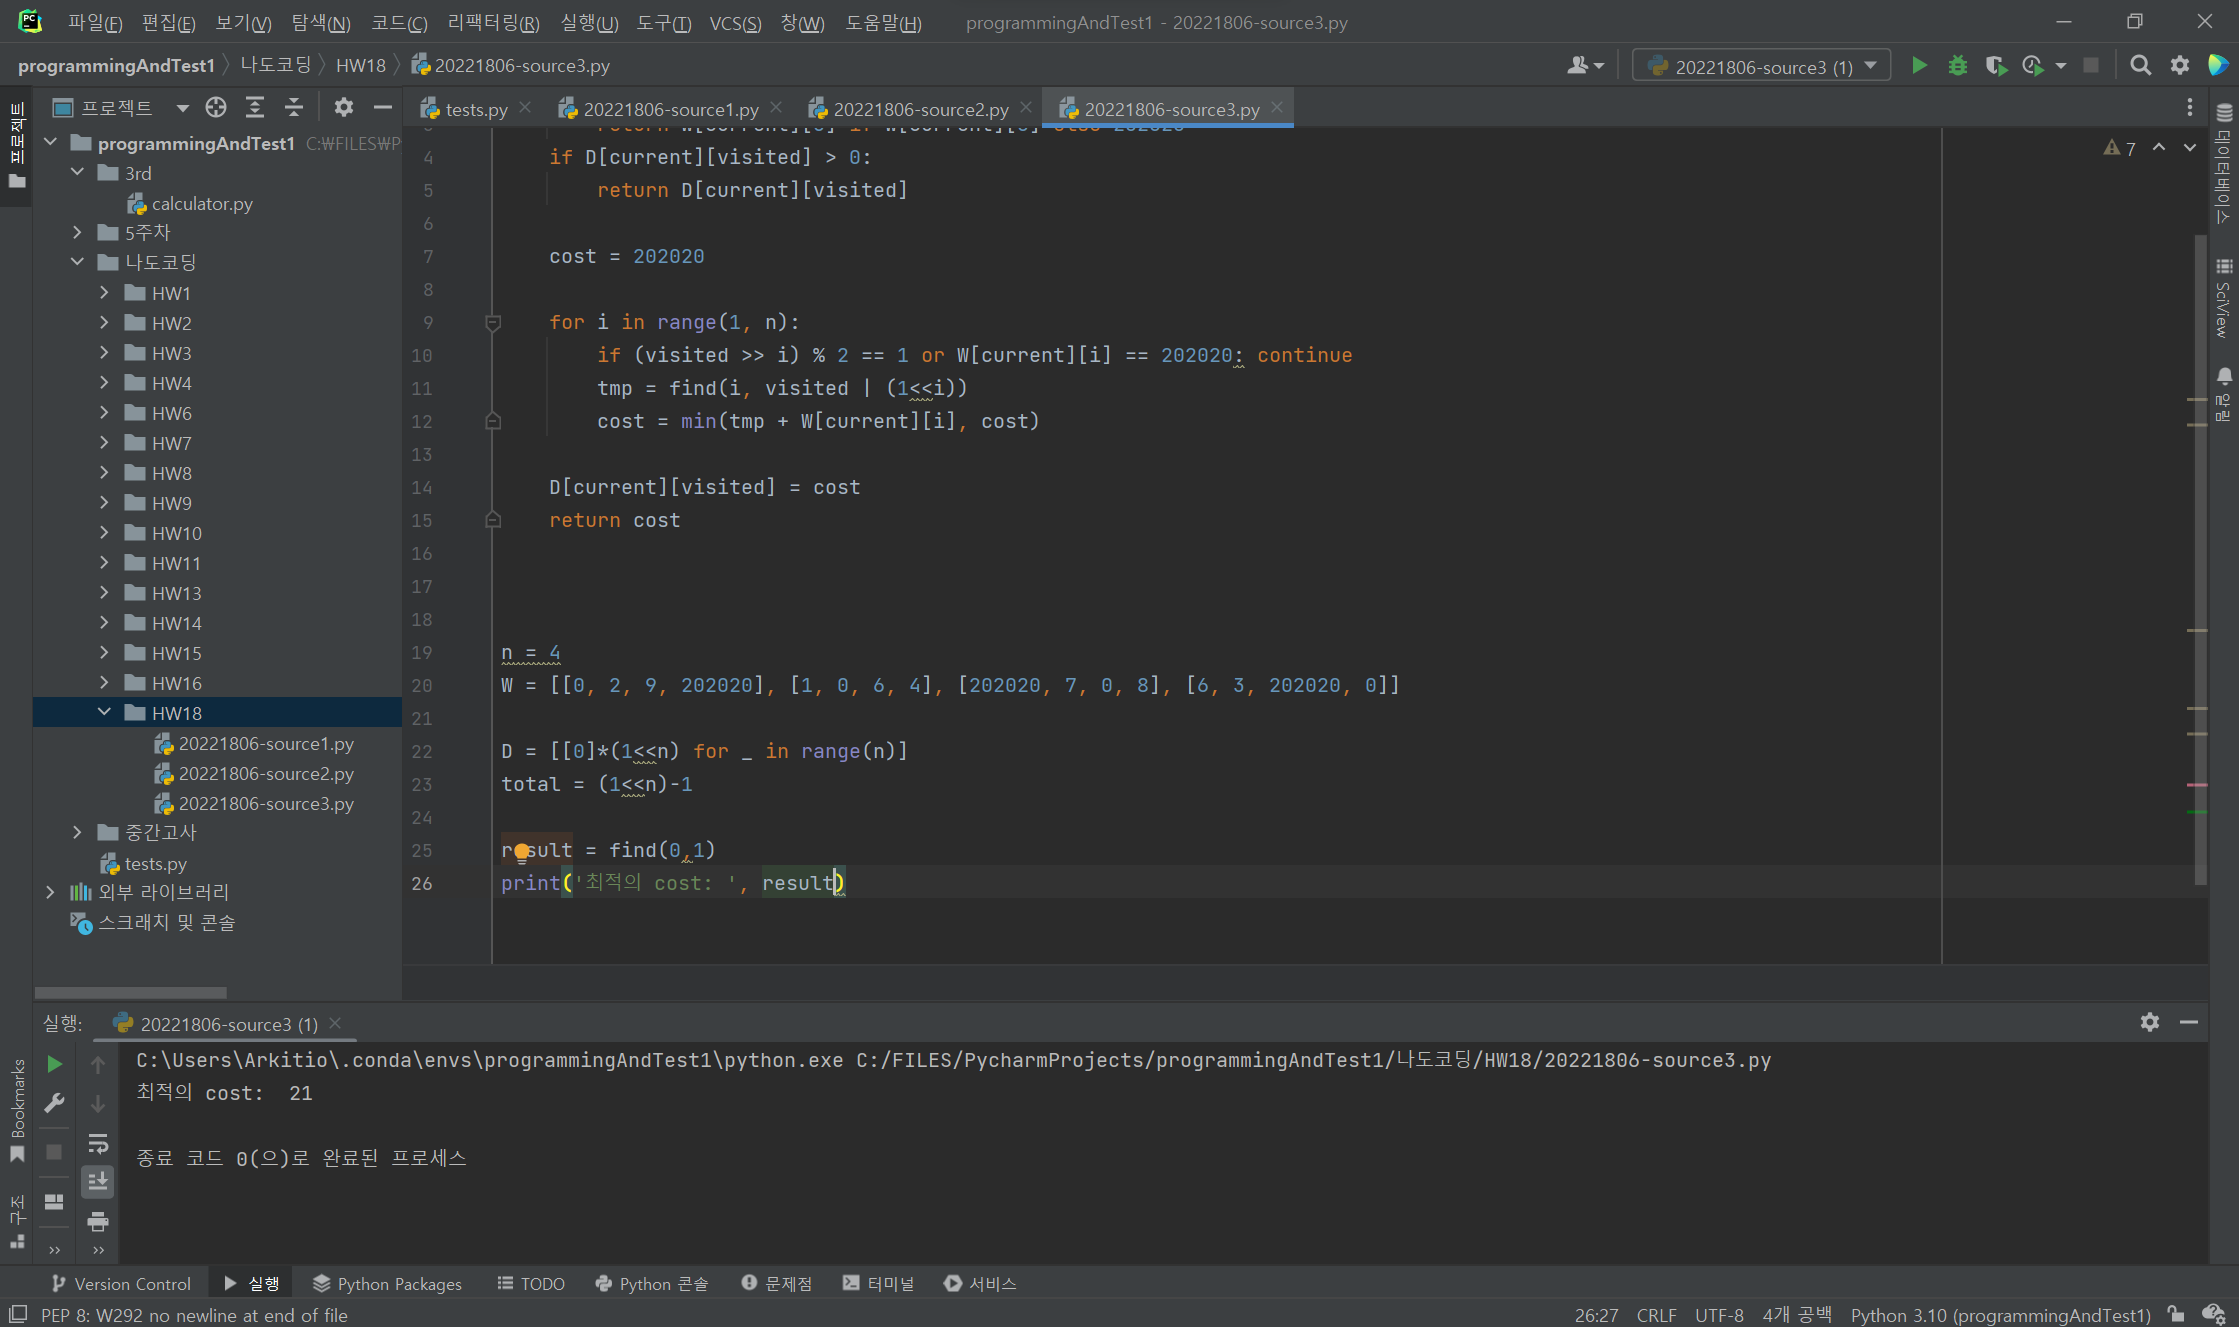 파일(F) 편집(E) 보기(V) 탐색(N) 코드(C) 리팩터링(R) 실행(U) 도구(T) VCS(S) 창(W) 도움말(H) programmingAndTest1 - 20221806-source3.py
programmingAndTest1 나도코딩 HW18 20221806-source3.py 20221806-source3 (1)
프로젝트 tests.py 20221806-source1.py 20221806-source2.py 20221806-source3.py
프로젝트
programmingAndTest1 C:₩FILES₩P
3rd
calculator.py
5주차
나도코딩
HW1
HW2
HW3
HW4
HW6
HW7
HW8
HW9
HW10
HW11
HW13
HW14
HW15
HW16
HW18
20221806-source1.py
20221806-source2.py
20221806-source3.py
중간고사
tests.py
외부 라이브러리
스크래치 및 콘솔
4 if D[current][visited] > 0:
5 return D[current][visited]
6
7 cost = 202020
8
9 for i in range(1, n):
10 if (visited >> i) % 2 == 1 or W[current][i] == 202020: continue
11 tmp = find(i, visited | (1<<i))
12 cost = min(tmp + W[current][i], cost)
13
14 D[current][visited] = cost
15 return cost
16
17
18
19 n = 4
20 W = [[0, 2, 9, 202020], [1, 0, 6, 4], [202020, 7, 0, 8], [6, 3, 202020, 0]]
21
22 D = [[0]*(1<<n) for _ in range(n)]
23 total = (1<<n)-1
24
25 result = find(0,1)
26 print('최적의 cost: ', result)
7
데이터베이스
SciView
알림
실행: 20221806-source3 (1)
C:\Users\Arkitio\.conda\envs\programmingAndTest1\python.exe C:/FILES/PycharmProjects/programmingAndTest1/나도코딩/HW18/20221806-source3.py
최적의 cost:  21
종료 코드 0(으)로 완료된 프로세스
Bookmarks
구조
Version Control 실행 Python Packages TODO Python 콘솔 문제점 터미널 서비스
PEP 8: W292 no newline at end of file 26:27 CRLF UTF-8 4개 공백 Python 3.10 (programmingAndTest1)